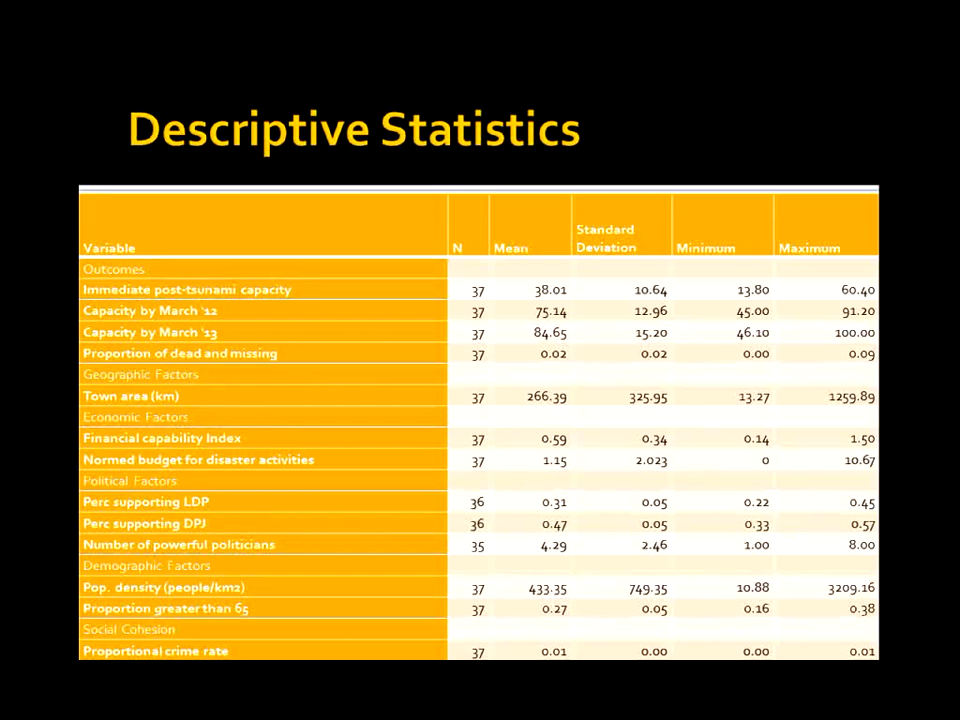 Descriptive Statistics
Variable N Mean Standard Deviation Minimum Maximum
Outcomes
Immediate post-tsunami capacity 37 38.01 10.64 13.80 60.40
Capacity by March '12 37 75.14 12.96 45.00 91.20
Capacity by March '13 37 84.65 15.20 46.10 100.00
Proportion of dead and missing 37 0.02 0.02 0.00 0.09
Geographic Factors
Town area (km) 37 266.39 325.95 13.27 1259.89
Economic Factors
Financial capability Index 37 0.59 0.34 0.14 1.50
Normed budget for disaster activities 37 1.15 2.023 0 10.67
Political Factors
Perc supporting LDP 36 0.31 0.05 0.22 0.45
Perc supporting DPJ 36 0.47 0.05 0.33 0.57
Number of powerful politicians 35 4.29 2.46 1.00 8.00
Demographic Factors
Pop. density (people/km2) 37 433.35 749.35 10.88 3209.16
Proportion greater than 65 37 0.27 0.05 0.16 0.38
Social Cohesion
Proportional crime rate 37 0.01 0.00 0.00 0.01